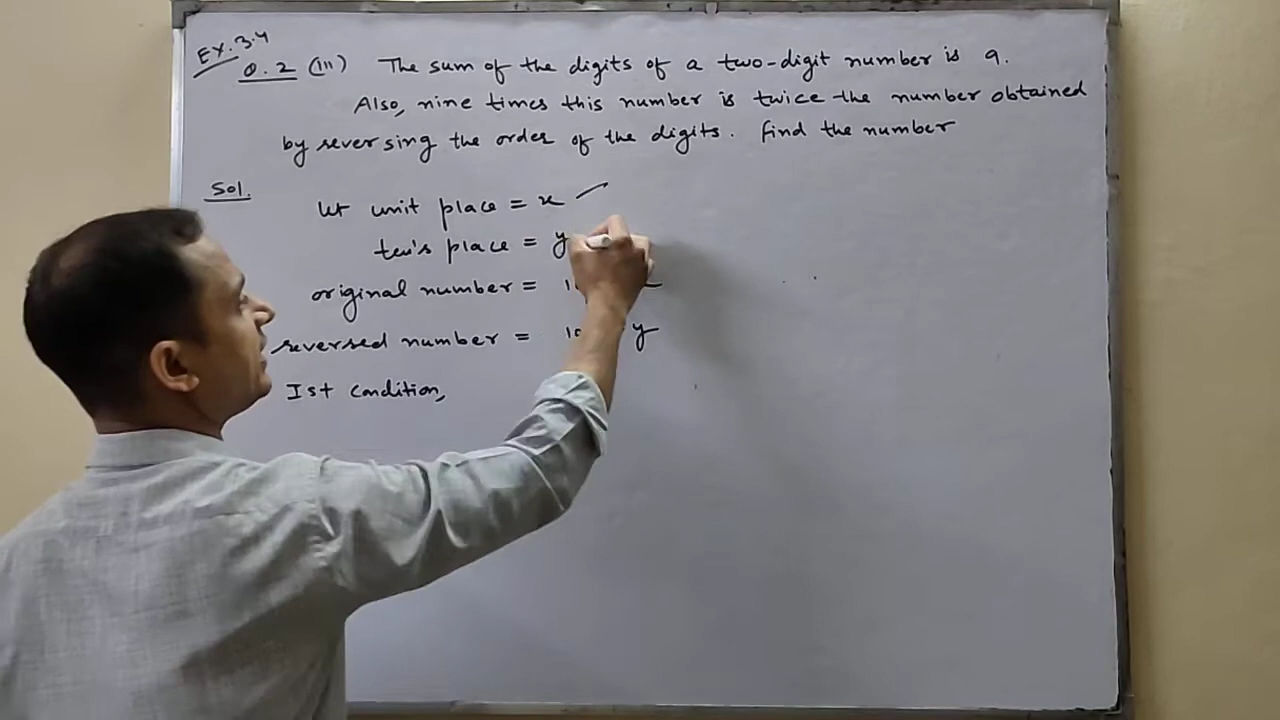 Ex. 3.4
Q. 2 (iii) The sum of the digits of a two-digit number is 9.
Also, nine times this number is twice the number obtained
by reversing the order of the digits. find the number
Sol.
let unit place = x
ten's place = y
original number = 10
reversed number = 10 y
Ist condition,